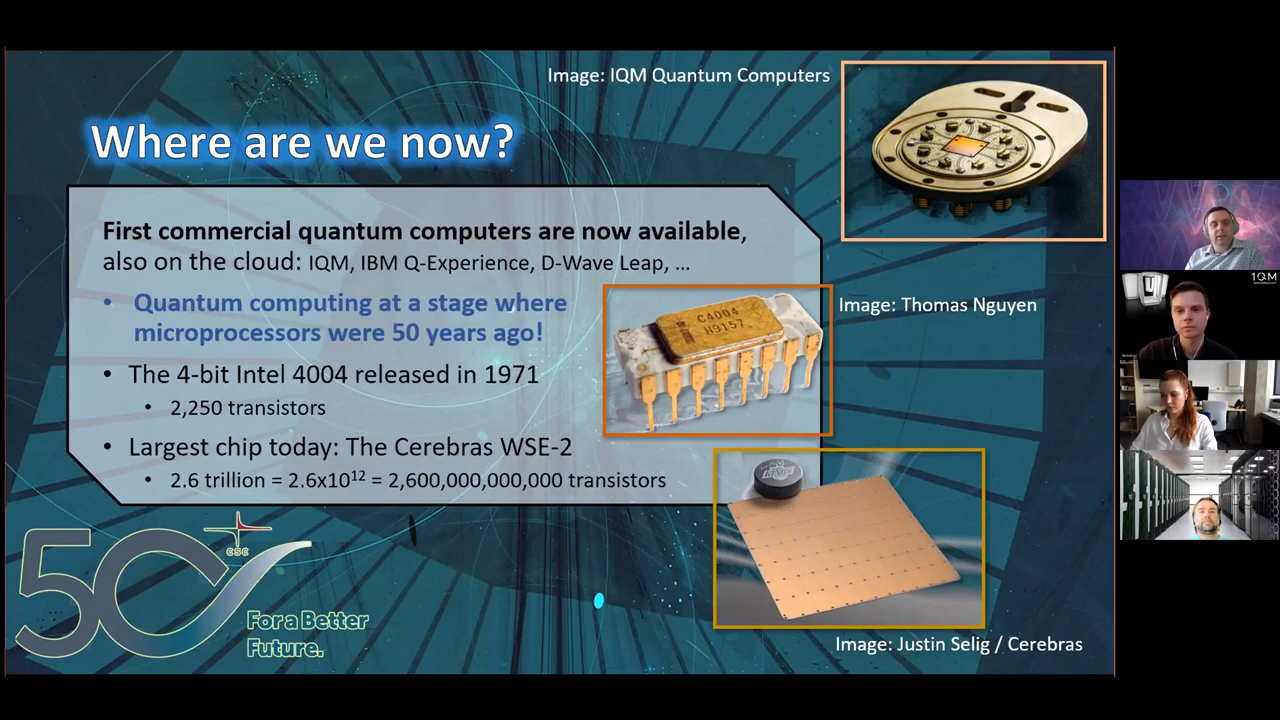 Image: IQM Quantum Computers
Where are we now?
First commercial quantum computers are now available,
also on the cloud: IQM, IBM Q-Experience, D-Wave Leap, …
• Quantum computing at a stage where
microprocessors were 50 years ago!
• The 4-bit Intel 4004 released in 1971
• 2,250 transistors
• Largest chip today: The Cerebras WSE-2
• 2.6 trillion = 2.6x10¹² = 2,600,000,000,000 transistors
C4004
Image: Thomas Nguyen
Image: Justin Selig / Cerebras
50
CSC
For a Better
Future.
IQM